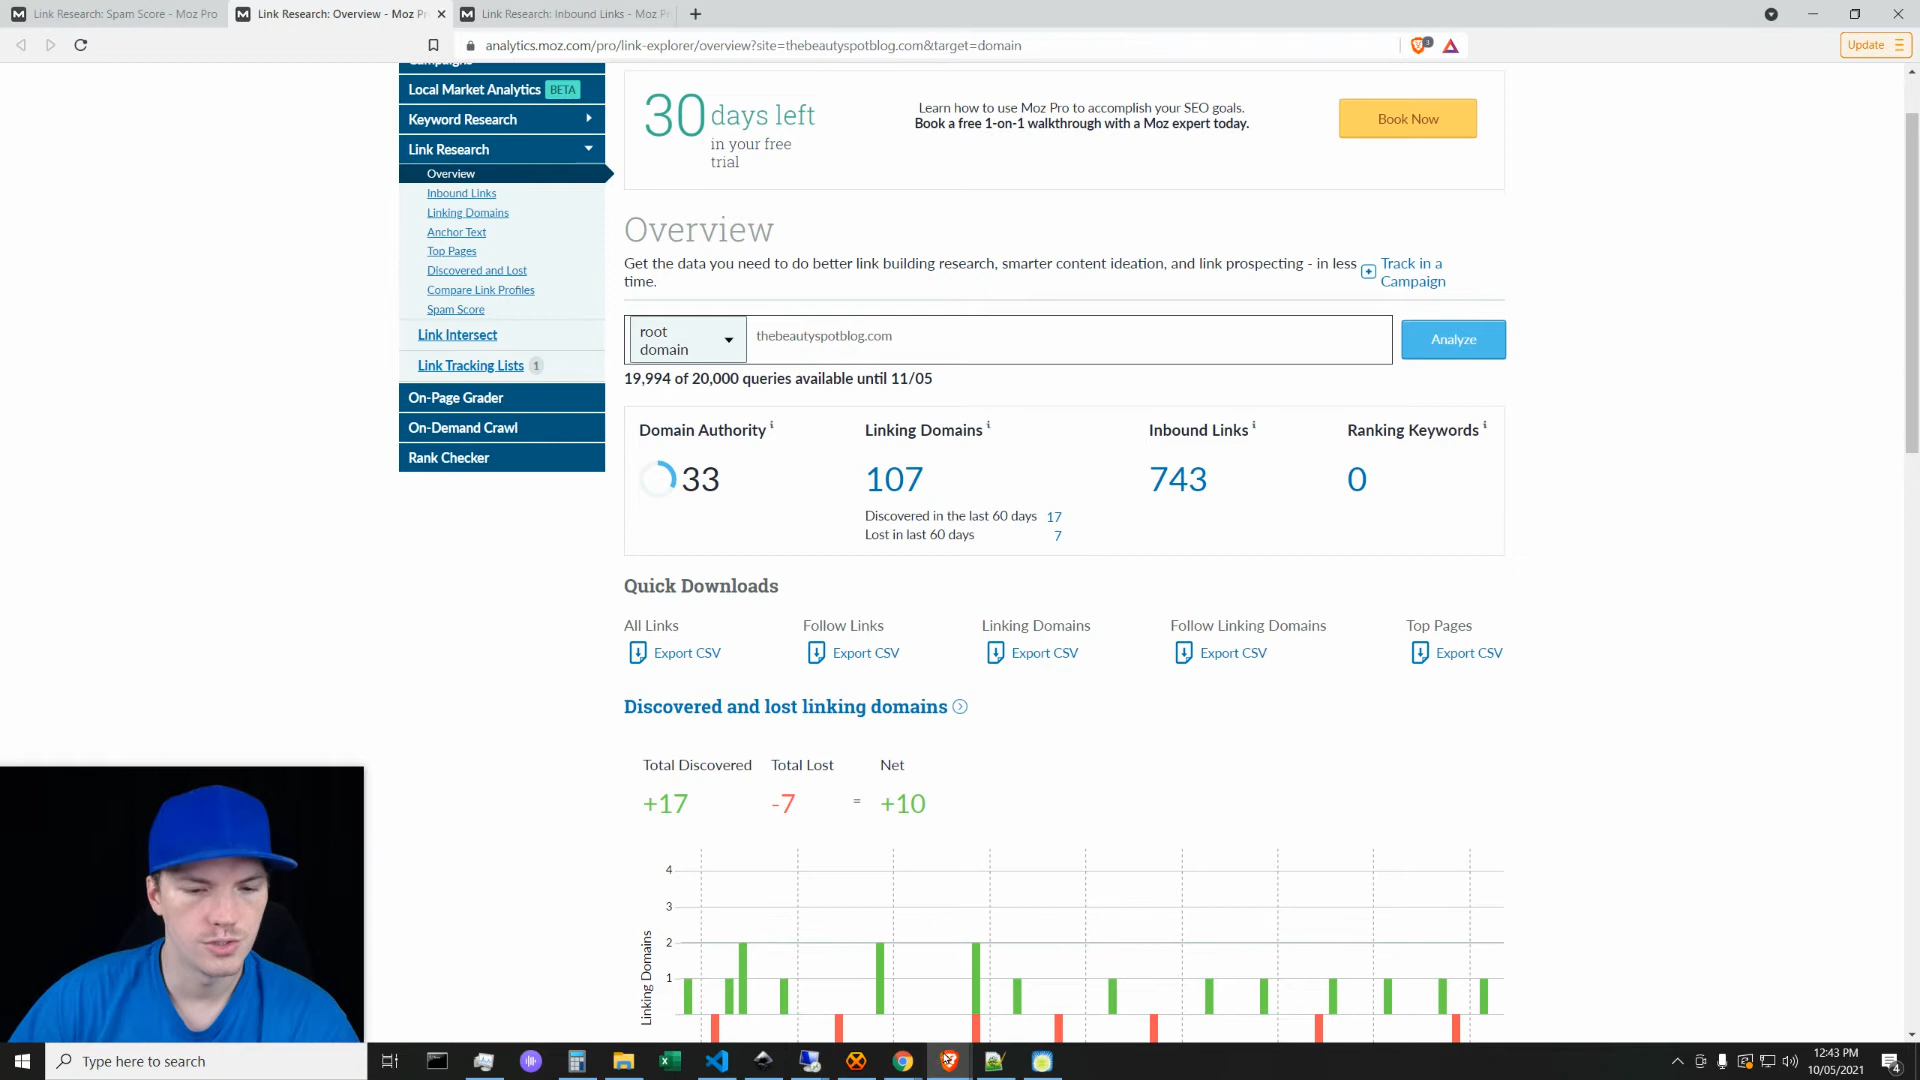 Link Research: Spam Score - Moz Pro
Link Research: Overview - Moz Pr
Link Research: Inbound Links - Moz P
analytics.moz.com/pro/link-explorer/overview?site=thebeautyspotblog.com&target=domain
3
Update
Campaigns
Local Market Analytics BETA
Keyword Research
Link Research
Overview
Inbound Links
Linking Domains
Anchor Text
Top Pages
Discovered and Lost
Compare Link Profiles
Spam Score
Link Intersect
Link Tracking Lists 1
On-Page Grader
On-Demand Crawl
Rank Checker
30 days left
in your free
trial
Learn how to use Moz Pro to accomplish your SEO goals.
Book a free 1-on-1 walkthrough with a Moz expert today.
Book Now
Overview
Get the data you need to do better link building research, smarter content ideation, and link prospecting - in less
time.
Track in a
Campaign
root
domain
thebeautyspotblog.com
Analyze
19,994 of 20,000 queries available until 11/05
Domain Authority i Linking Domains i Inbound Links i Ranking Keywords i
33 107 743 0
Discovered in the last 60 days 17
Lost in last 60 days 7
Quick Downloads
All Links Follow Links Linking Domains Follow Linking Domains Top Pages
Export CSV Export CSV Export CSV Export CSV Export CSV
Discovered and lost linking domains
Total Discovered Total Lost Net
+17 -7 = +10
4
3
2
1
Linking Domains
Type here to search
12:43 PM
10/05/2021
4